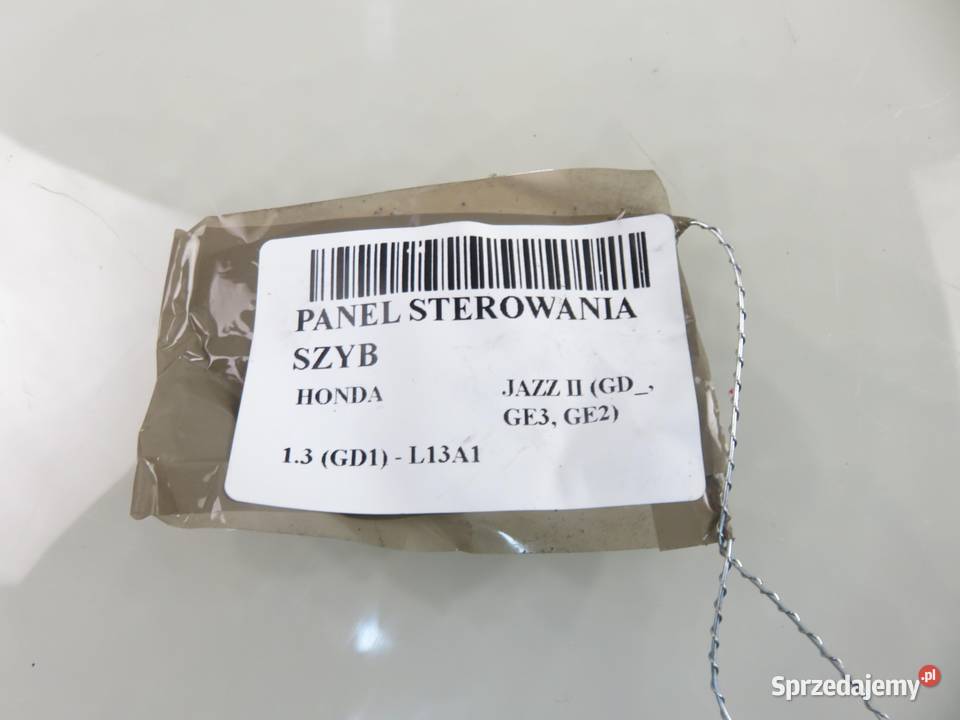 PANEL STEROWANIA
SZYB
HONDA JAZZ II (GD_,
GE3, GE2)
1.3 (GD1) - L13A1
Sprzedajemy.pl